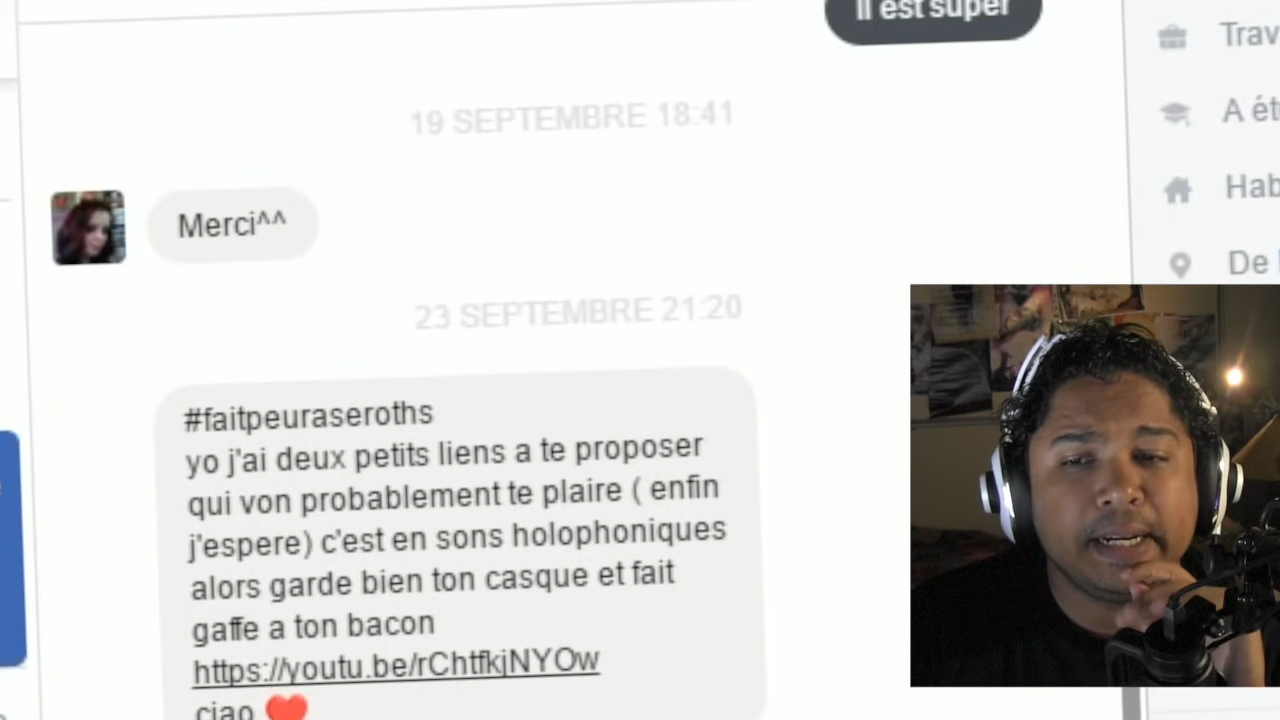 Il est super
Trav
19 SEPTEMBRE 18:41
A ét
Hab
Merci^^
De
23 SEPTEMBRE 21:20
#faitpeuraseroths
yo j'ai deux petits liens a te proposer
qui von probablement te plaire ( enfin
j'espere) c'est en sons holophoniques
alors garde bien ton casque et fait
gaffe a ton bacon
https://youtu.be/rChtfkjNYOw
ciao ❤️